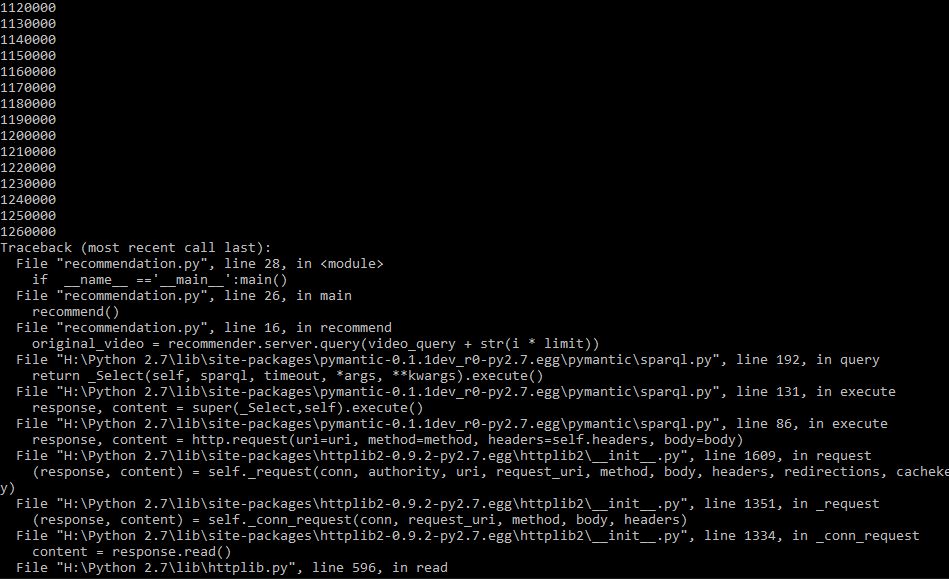 1120000
1130000
1140000
1150000
1160000
1170000
1180000
1190000
1200000
1210000
1220000
1230000
1240000
1250000
1260000
Traceback (most recent call last):
  File "recommendation.py", line 28, in <module>
    if  __name__ =='__main__':main()
  File "recommendation.py", line 26, in main
    recommend()
  File "recommendation.py", line 16, in recommend
    original_video = recommender.server.query(video_query + str(i * limit))
  File "H:\Python 2.7\lib\site-packages\pymantic-0.1.1dev_r0-py2.7.egg\pymantic\sparql.py", line 192, in query
    return _Select(self, sparql, timeout, *args, **kwargs).execute()
  File "H:\Python 2.7\lib\site-packages\pymantic-0.1.1dev_r0-py2.7.egg\pymantic\sparql.py", line 131, in execute
    response, content = super(_Select,self).execute()
  File "H:\Python 2.7\lib\site-packages\pymantic-0.1.1dev_r0-py2.7.egg\pymantic\sparql.py", line 86, in execute
    response, content = http.request(uri=uri, method=method, headers=self.headers, body=body)
  File "H:\Python 2.7\lib\site-packages\httplib2-0.9.2-py2.7.egg\httplib2\__init__.py", line 1609, in request
    (response, content) = self._request(conn, authority, uri, request_uri, method, body, headers, redirections, cacheke
y)
  File "H:\Python 2.7\lib\site-packages\httplib2-0.9.2-py2.7.egg\httplib2\__init__.py", line 1351, in _request
    (response, content) = self._conn_request(conn, request_uri, method, body, headers)
  File "H:\Python 2.7\lib\site-packages\httplib2-0.9.2-py2.7.egg\httplib2\__init__.py", line 1334, in _conn_request
    content = response.read()
  File "H:\Python 2.7\lib\httplib.py", line 596, in read